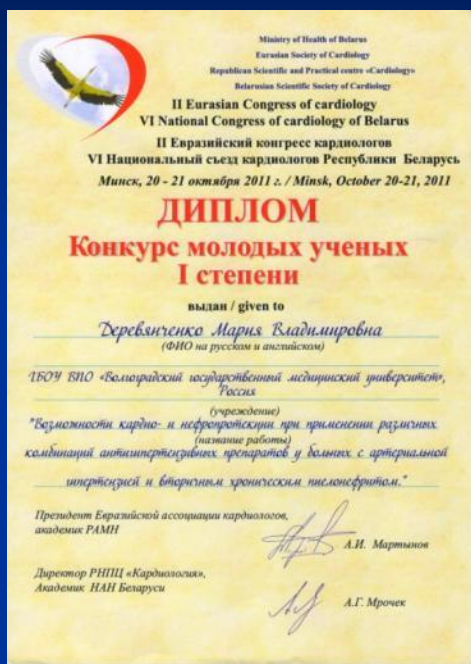 Ministry of Health of Belarus
Eurasian Society of Cardiology
Republican Scientific and Practical centre «Cardiology»
Belarusian Scientific Society of Cardiology
II Eurasian Congress of cardiology
VI National Congress of cardiology of Belarus
II Евразийский конгресс кардиологов
VI Национальный съезд кардиологов Республики Беларусь
Минск, 20 - 21 октября 2011 г. / Minsk, October 20-21, 2011
ДИПЛОМ
Конкурс молодых ученых
I степени
выдан / given to
Деревянченко Мария Владимировна
(ФИО на русском и английском)
ГБОУ ВПО «Волгоградский государственный медицинский университет»,
Россия
(учреждение)
"Возможности кардио- и нефропротекции при применении различных
(название работы)
комбинаций антигипертензивных препаратов у больных с артериальной
гипертензией и вторичным хроническим пиелонефритом."
Президент Евразийской ассоциации кардиологов,
академик РАМН
А.И. Мартынов
Директор РНПЦ «Кардиология»,
Академик НАН Беларуси
А.Г. Мрочек